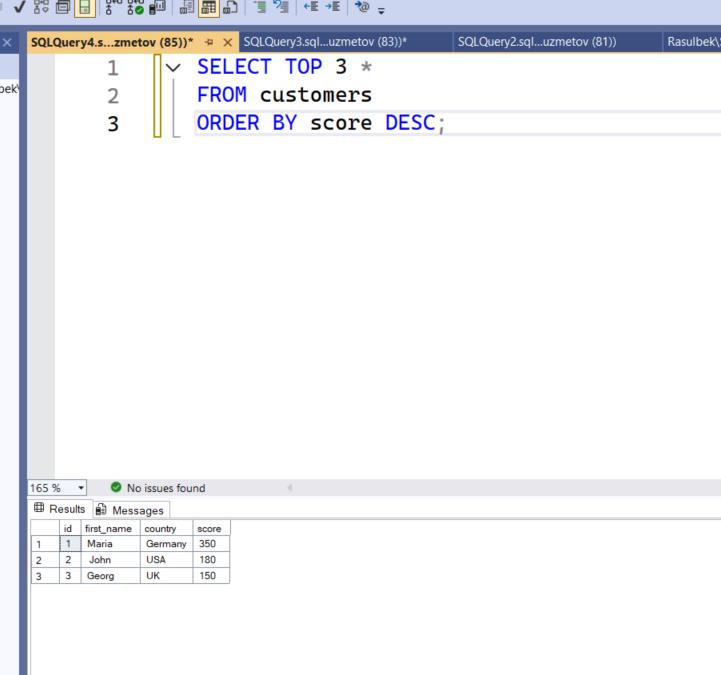 SQLQuery4.s...zmetov (85))* SQLQuery3.sql...uzmetov (83))* SQLQuery2.sql...uzmetov (81)) Rasulbek\
bek\
1 SELECT TOP 3 *
2 FROM customers
3 ORDER BY score DESC;
165 % No issues found
Results Messages
id first_name country score
1 1 Maria Germany 350
2 2 John USA 180
3 3 Georg UK 150